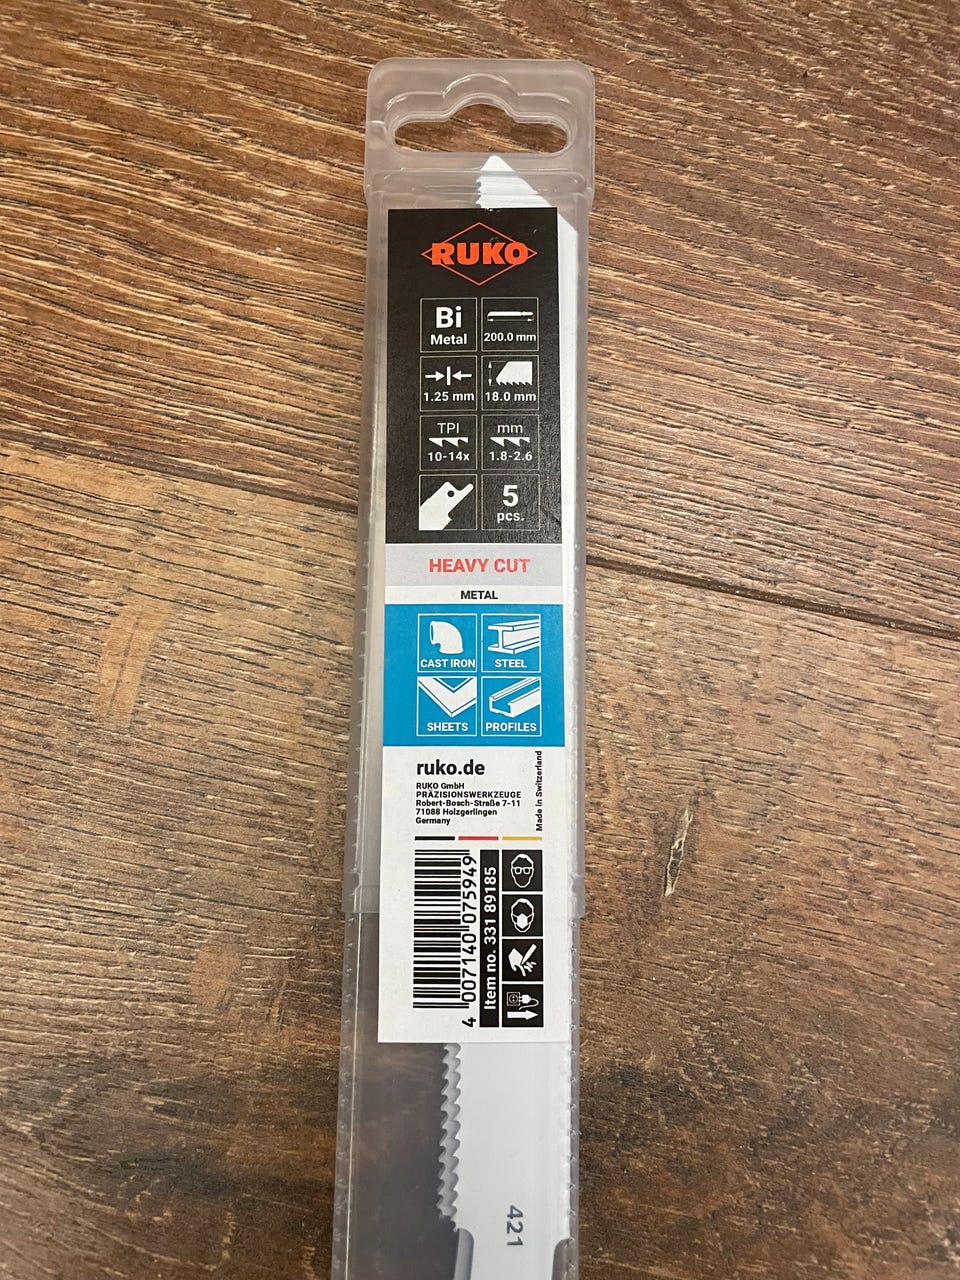 RUKO
Bi
Metal
200.0 mm
1.25 mm
18.0 mm
TPI
10-14x
mm
1.8-2.6
5
pcs.
HEAVY CUT
METAL
CAST IRON
STEEL
SHEETS
PROFILES
ruko.de
RUKO GmbH
PRÄZISIONSWERKZEUGE
Robert-Bosch-Straße 7-11
71088 Holzgerlingen
Germany
Made in Switzerland
4 007140 075949
Item no. 331 89185
421